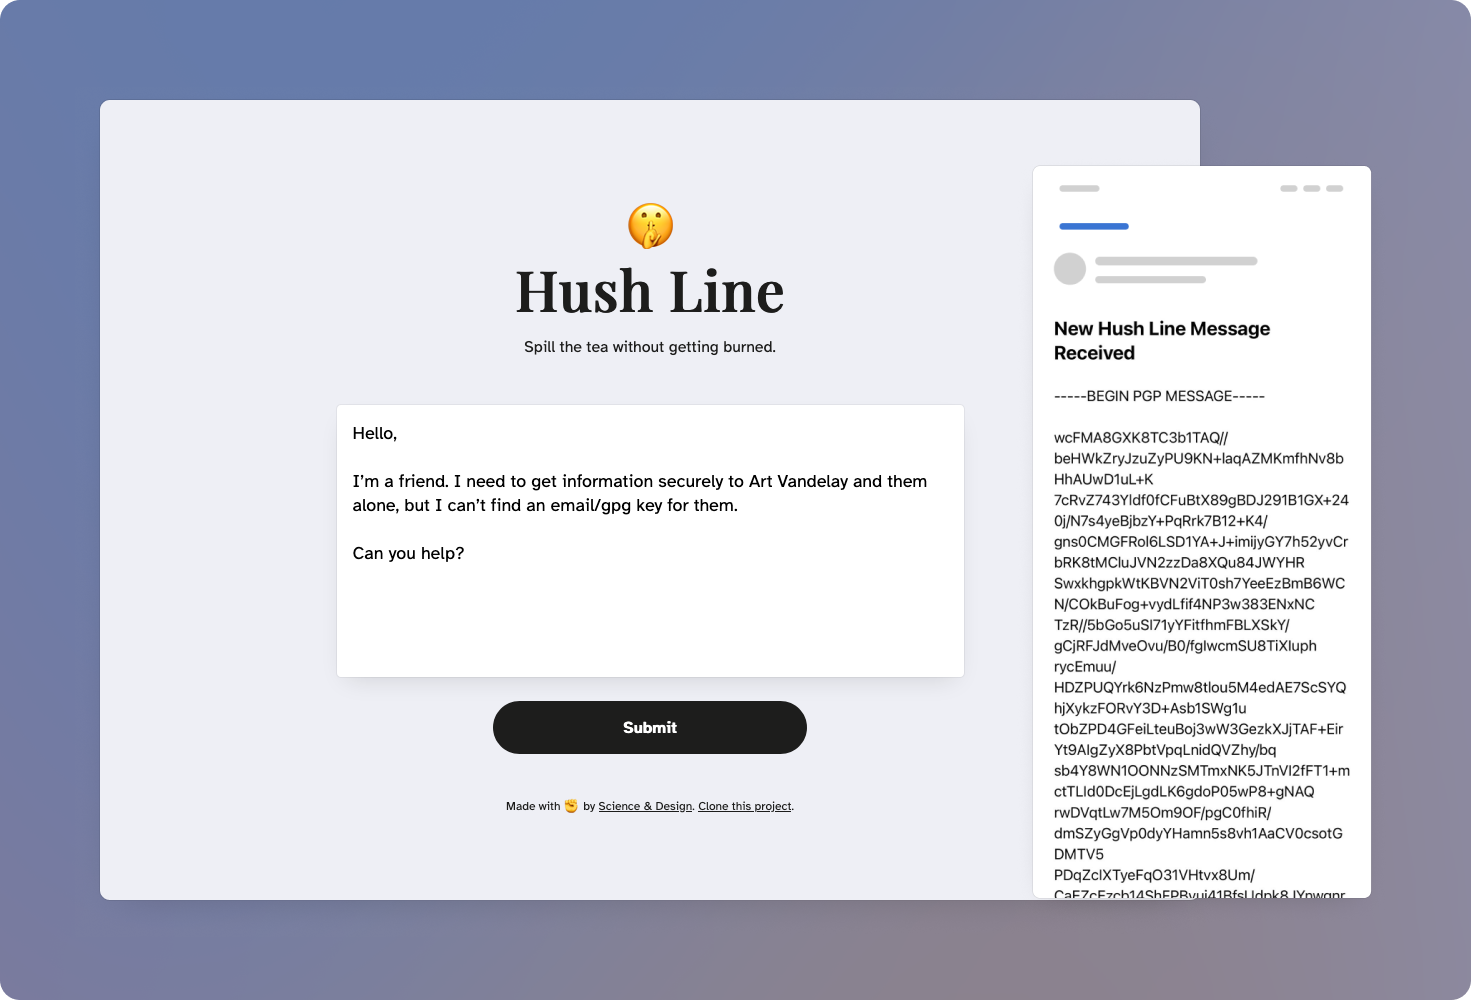 Hush Line
Spill the tea without getting burned.
Hello,
I'm a friend. I need to get information securely to Art Vandelay and them
alone, but I can't find an email/gpg key for them.
Can you help?
Submit
Made with ✊ by Science & Design. Clone this project.
New Hush Line Message
Received
-----BEGIN PGP MESSAGE-----
wcFMA8GXK8TC3b1TAQ//
beHWkZryJzuZyPU9KN+laqAZMKmfhNv8b
HhAUwD1uL+K
7cRvZ743Yldf0fCFuBtX89gBDJ291B1GX+24
0j/N7s4yeBjbzY+PqRrk7B12+K4/
gns0CMGFRol6LSD1YA+J+imijyGY7h52yvCr
bRK8tMCluJVN2zzDa8XQu84JWYHR
SwxkhgpkWtKBVN2ViT0sh7YeeEzBmB6WC
N/COkBuFog+vydLfif4NP3w383ENxNC
TzR//5bGo5uSl71yYFitfhmFBLXSkY/
gCjRFJdMveOvu/B0/fglwcmSU8TiXIuph
rycEmuu/
HDZPUQYrk6NzPmw8tlou5M4edAE7ScSYQ
hjXykzFORvY3D+Asb1SWg1u
tObZPD4GFeiLteuBoj3wW3GezkXJjTAF+Eir
Yt9AlgZyX8PbtVpqLnidQVZhy/bq
sb4Y8WN1OONNzSMTmxNK5JTnVl2fFT1+m
ctTLld0DcEjLgdLK6gdoP05wP8+gNAQ
rwDVqtLw7M5Om9OF/pgC0fhiR/
dmSZyGgVp0dyYHamn5s8vh1AaCV0csotG
DMTV5
PDqZclXTyeFqO31VHtvx8Um/